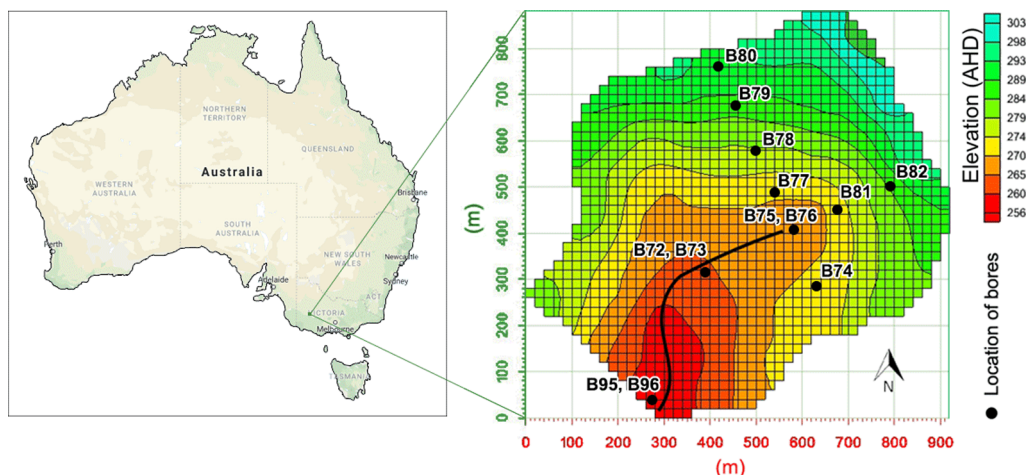 NORTHERN
TERRITORY
QUEENSLAND
Australia
WESTERN
AUSTRALIA
SOUTH
AUSTRALIA
Brisbane
NEW SOUTH
WALES
Perth
Newcastle
Sydney
Adelaide
ACT
VICTORIA
Melbourne
TASMANIA
B80
B79
B78
B77
B82
B81
B75, B76
B72, B73
B74
B95, B96
800
700
600
500
400
300
200
100
0
(m)
0 100 200 300 400 500 600 700 800 900
(m)
Elevation (AHD)
303
298
293
289
284
279
274
270
265
260
256
N
Location of bores